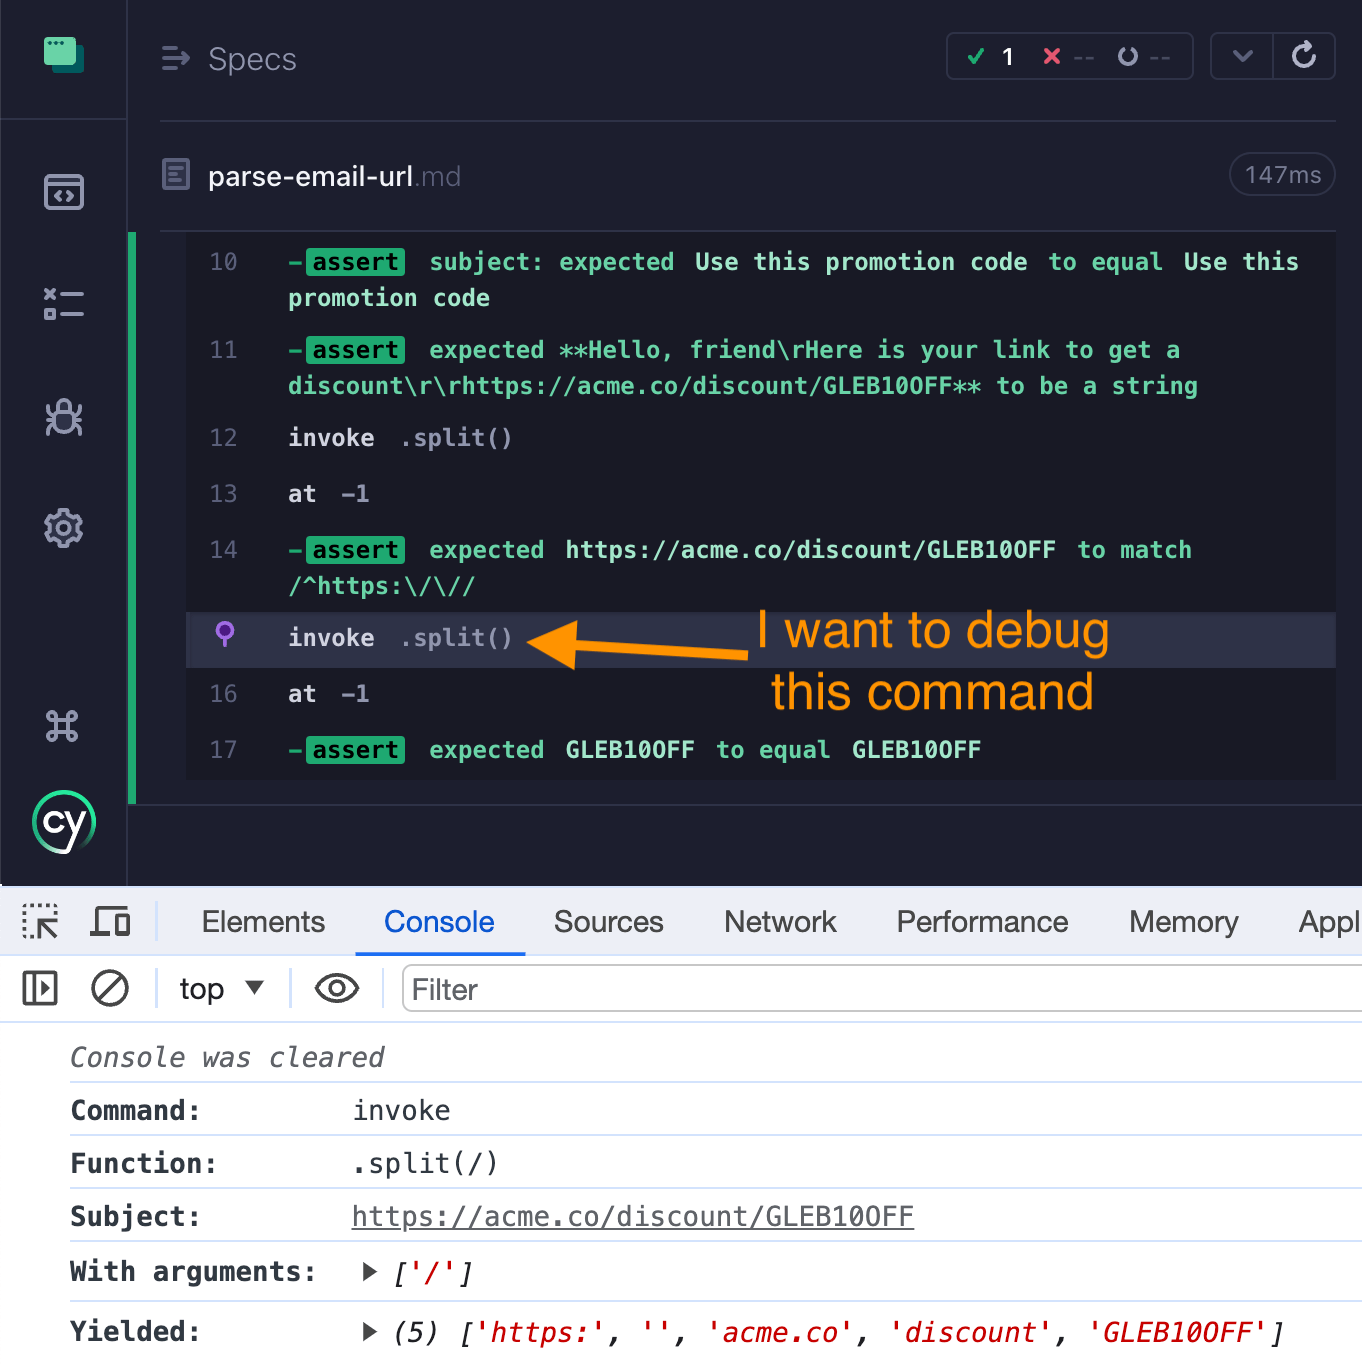 Specs
1 -- --
parse-email-url.md
147ms
10 -assert subject: expected Use this promotion code to equal Use this
promotion code
11 -assert expected **Hello, friend\rHere is your link to get a
discount\r\rhttps://acme.co/discount/GLEB10OFF** to be a string
12 invoke .split()
13 at -1
14 -assert expected https://acme.co/discount/GLEB10OFF to match
/^https:\/\//
invoke .split()
I want to debug
this command
16 at -1
17 -assert expected GLEB10OFF to equal GLEB10OFF
cy
Elements Console Sources Network Performance Memory Appl
top Filter
Console was cleared
Command: invoke
Function: .split(/)
Subject: https://acme.co/discount/GLEB10OFF
With arguments: ['/']
Yielded: (5) ['https:', '', 'acme.co', 'discount', 'GLEB10OFF']